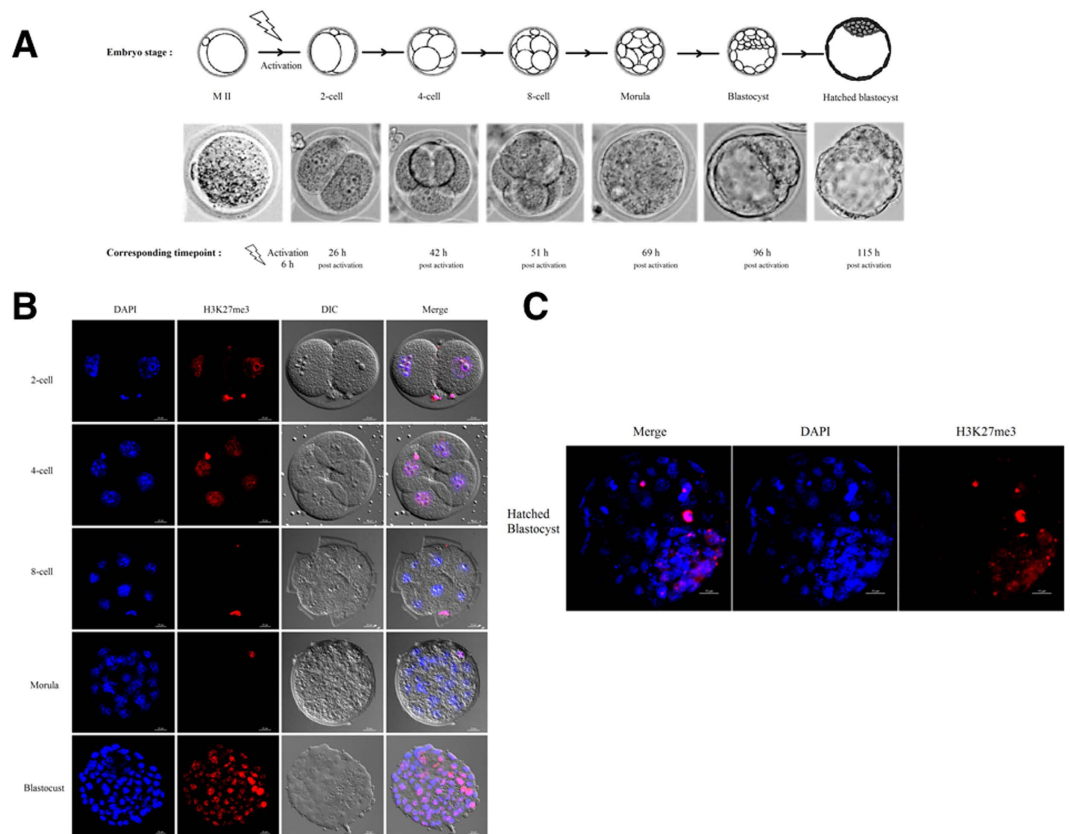 A
Embryo stage :
Activation
M II
2-cell
4-cell
8-cell
Morula
Blastocyst
Hatched blastocyst
Corresponding timepoint :
Activation
6 h
26 h
post activation
42 h
post activation
51 h
post activation
69 h
post activation
96 h
post activation
115 h
post activation
B
DAPI
H3K27me3
DIC
Merge
2-cell
4-cell
8-cell
Morula
Blastocust
C
Merge
DAPI
H3K27me3
Hatched
Blastocyst